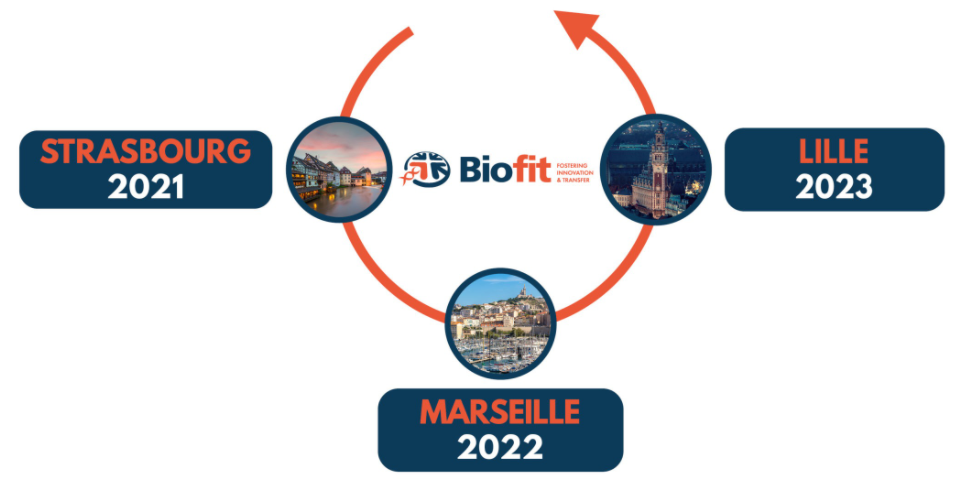 STRASBOURG
2021
Biofit
FOSTERING
INNOVATION
& TRANSFER
LILLE
2023
MARSEILLE
2022